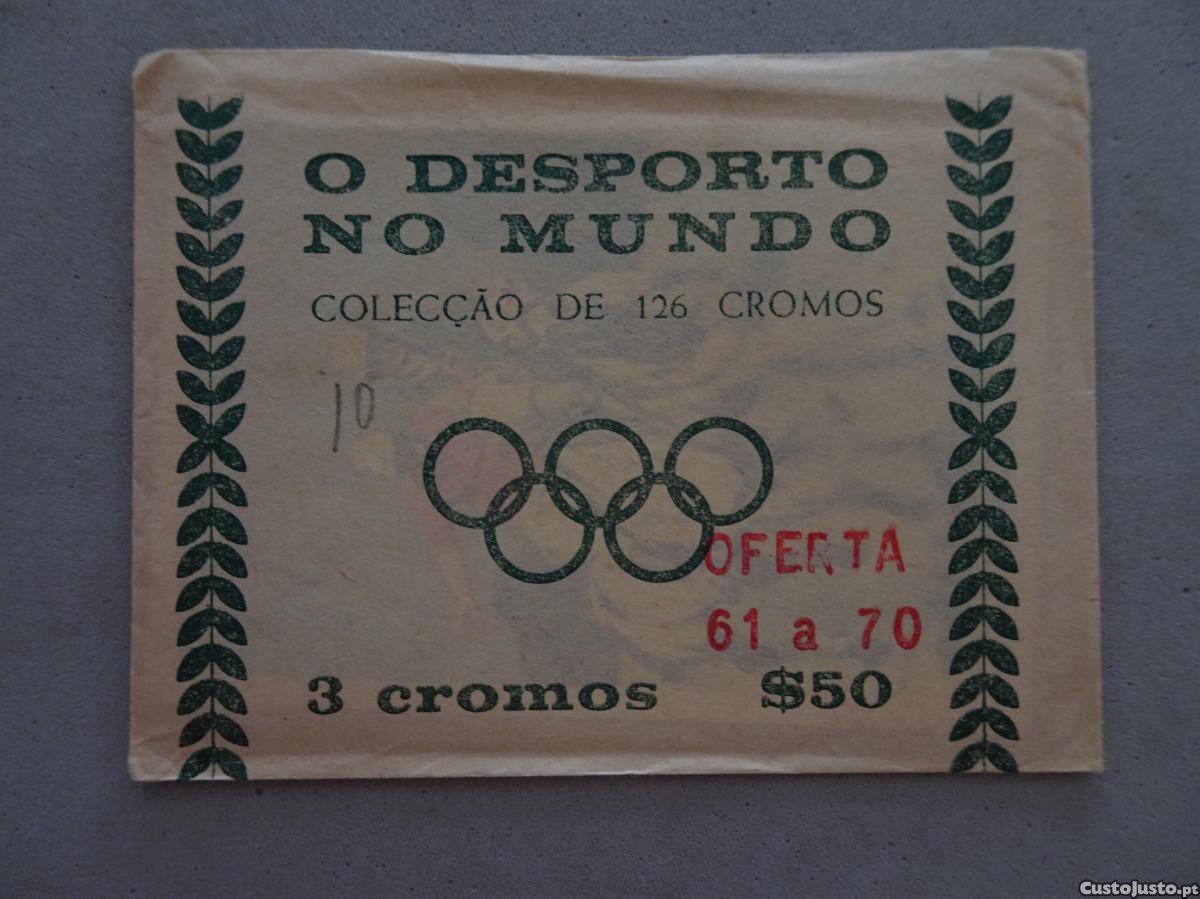 O DESPORTO
NO MUNDO
COLECÇÃO DE 126 CROMOS
10
OFERTA
61 a 70
3 cromos $50
CustoJusto.pt